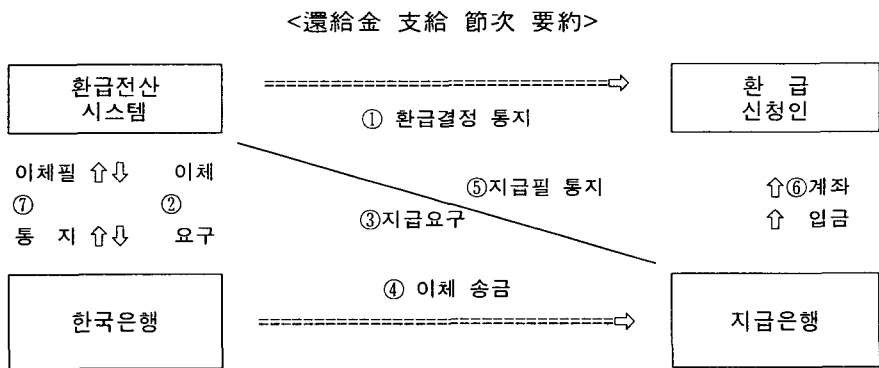 <還給金 支給 節次 要約>
환급전산
시스템
환 급
신청인
① 환급결정 통지
이체필 ⇧⇩ 이체
⑦ ②
통 지 ⇧⇩ 요구
⑤지급필 통지
③지급요구
⇧⑥계좌
⇧ 입금
④ 이체 송금
한국은행
지급은행